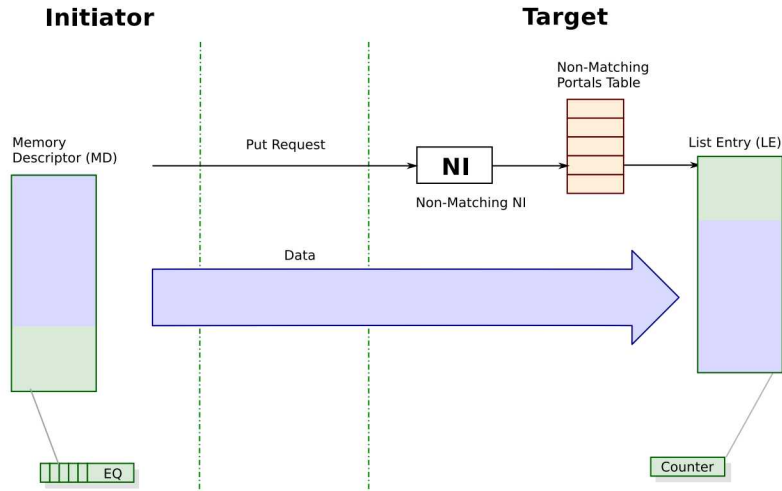 Initiator
Target
Non-Matching
Portals Table
Memory
Descriptor (MD)
Put Request
NI
List Entry (LE)
Non-Matching NI
Data
EQ
Counter